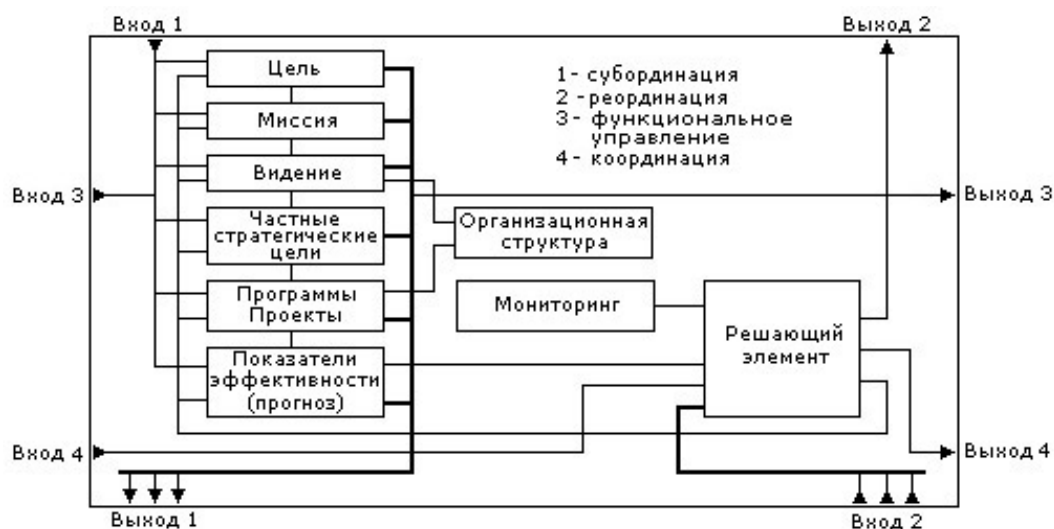 Вход 1
Выход 2
Цель
1- субординация
2 - реординация
3 - функциональное
управление
4 - координация
Миссия
Видение
Вход 3
Выход 3
Частные
стратегические
цели
Организационная
структура
Программы
Проекты
Мониторинг
Решающий
элемент
Показатели
эффективности
(прогноз)
Вход 4
Выход 4
Выход 1
Вход 2